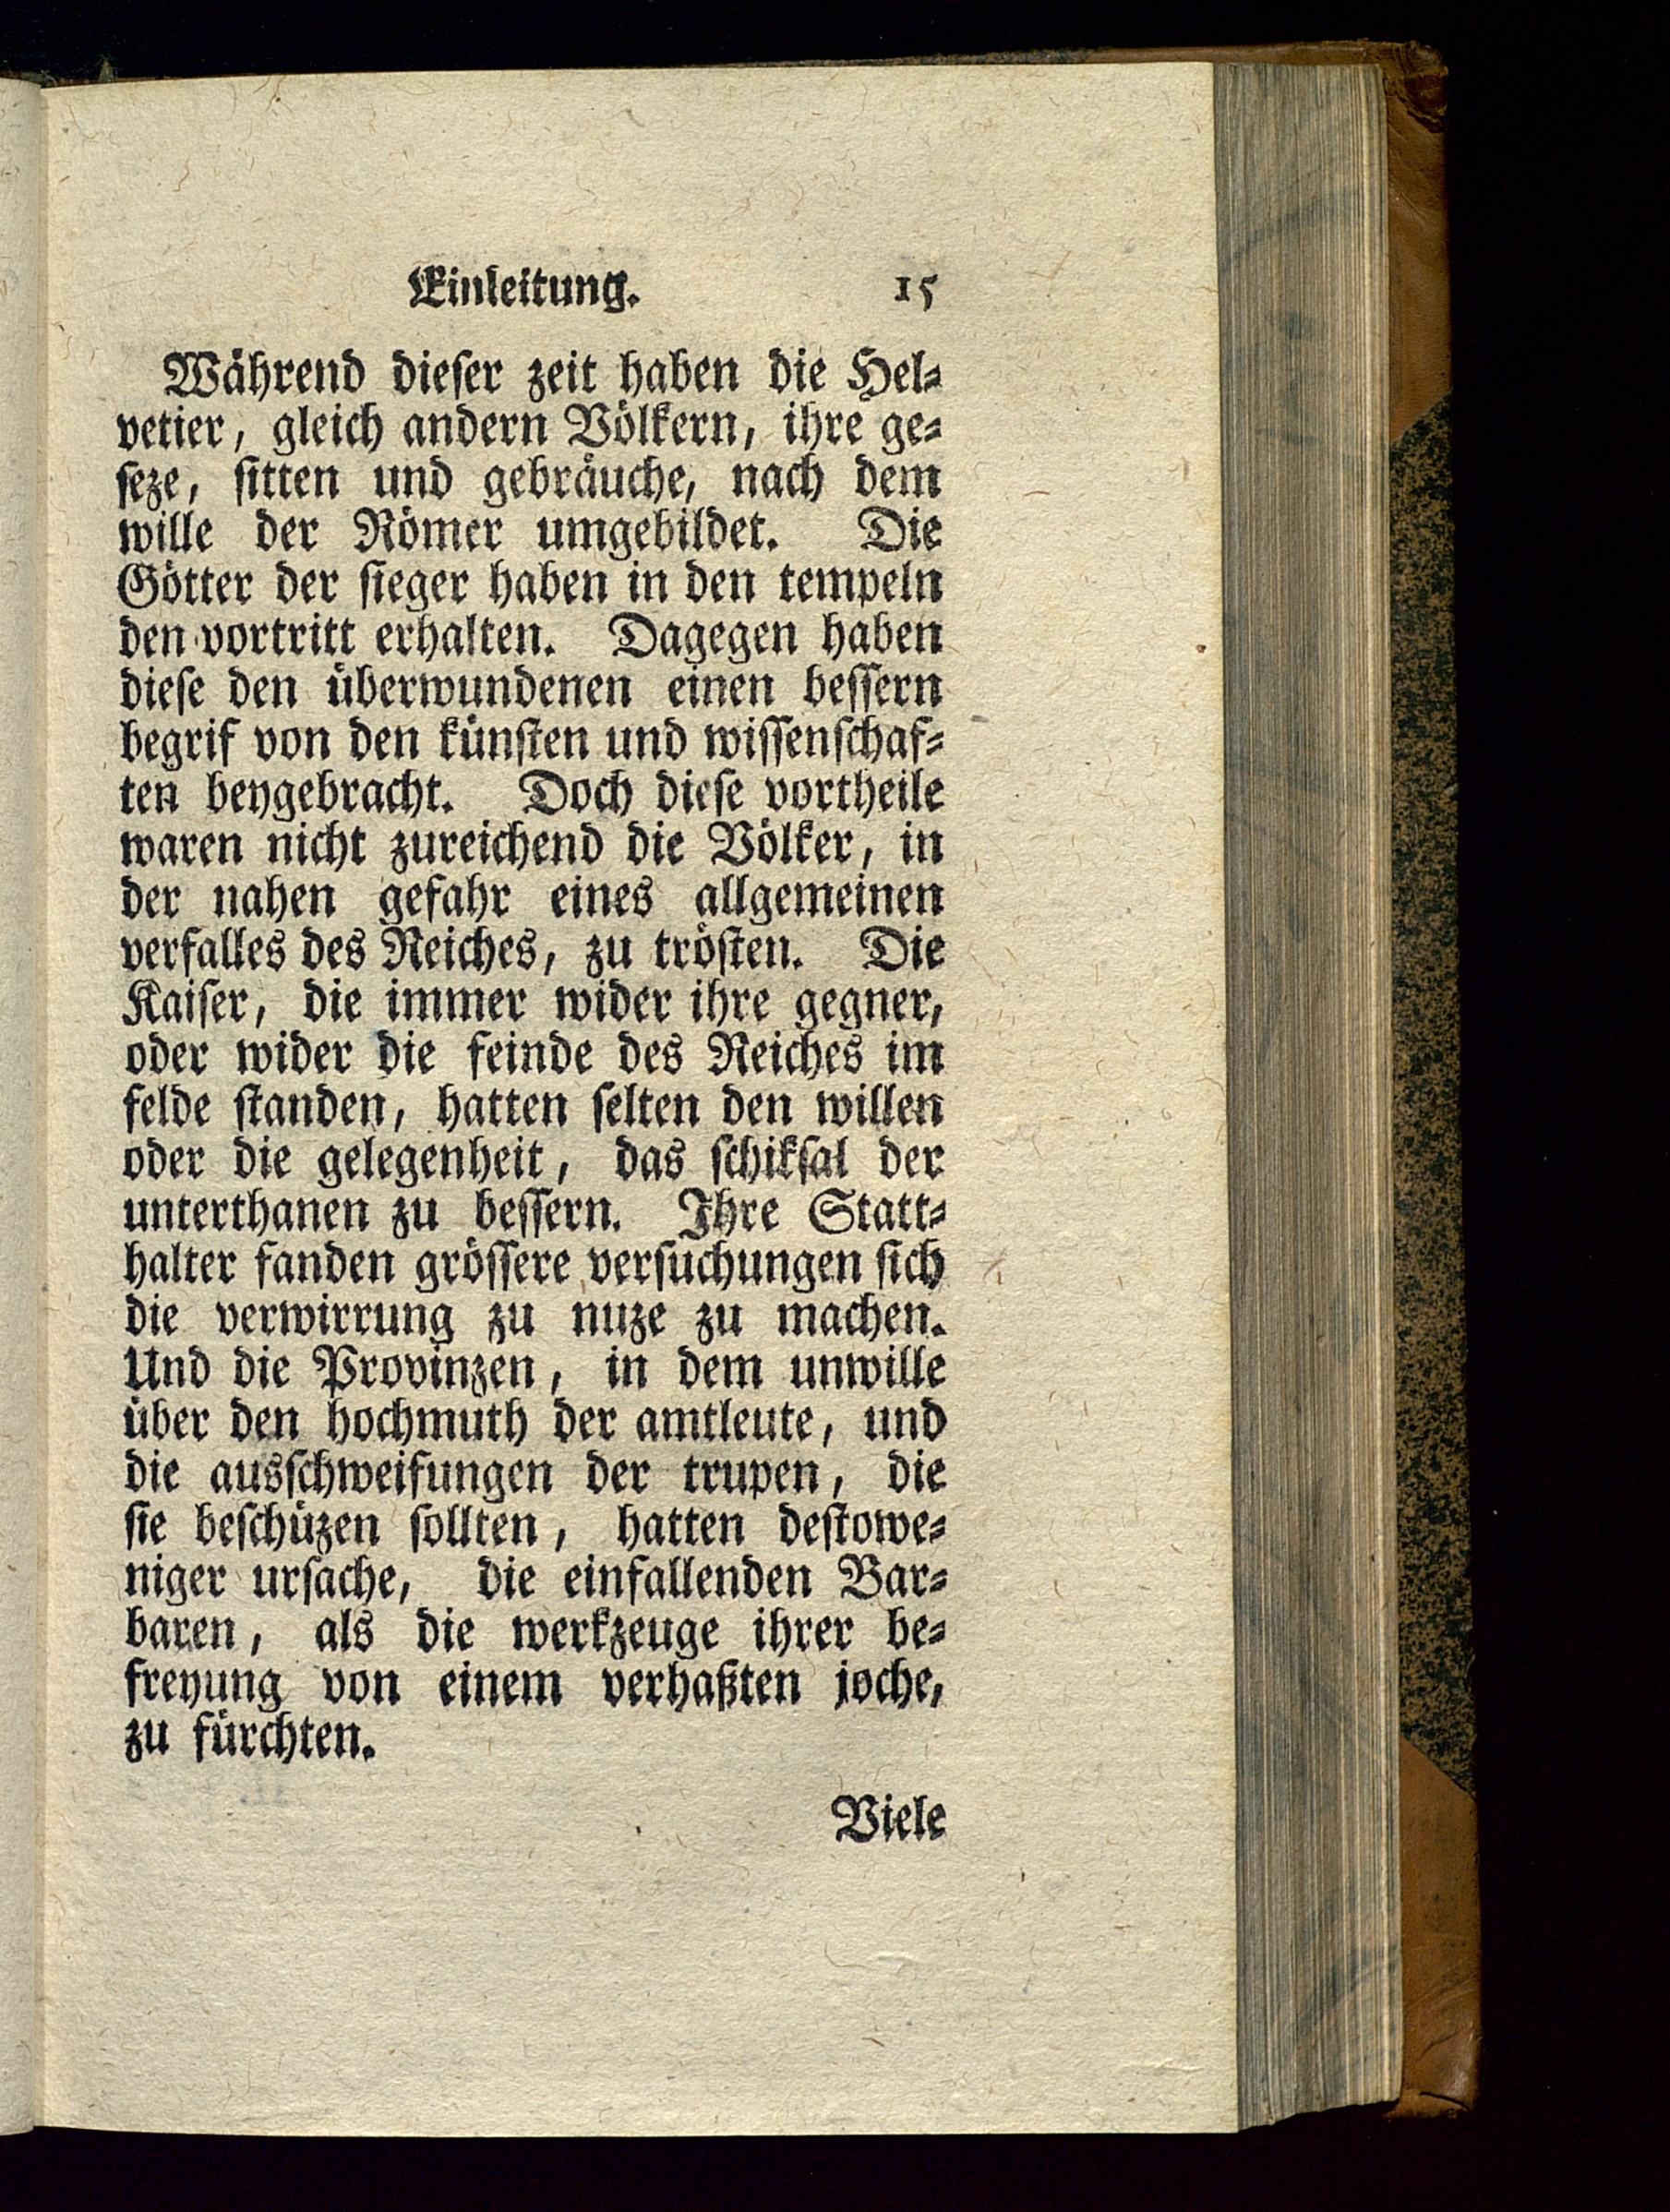 Einleitung. 15
Während dieser zeit haben die Hel-
vetier, gleich andern Völkern, ihre ge-
seze, sitten und gebräuche, nach dem
wille der Römer umgebildet. Die
Götter der sieger haben in den tempeln
den vortritt erhalten. Dagegen haben
diese den überwundenen einen bessern
begrif von den künsten und wissenschaf-
ten beygebracht. Doch diese vortheile
waren nicht zureichend die Völker, in
der nahen gefahr eines allgemeinen
verfalles des Reiches, zu trösten. Die
Kaiser, die immer wider ihre gegner,
oder wider die feinde des Reiches im
felde standen, hatten selten den willen
oder die gelegenheit, das schiksal der
unterthanen zu bessern. Ihre Statt-
halter fanden grössere versuchungen sich
die verwirrung zu nuze zu machen.
Und die Provinzen, in dem unwille
über den hochmuth der amtleute, und
die ausschweifungen der trupen, die
sie beschüzen sollten, hatten destowe-
niger ursache, die einfallenden Bar-
baren, als die werkzeuge ihrer be-
freyung von einem verhaßten joche,
zu fürchten.
Viele